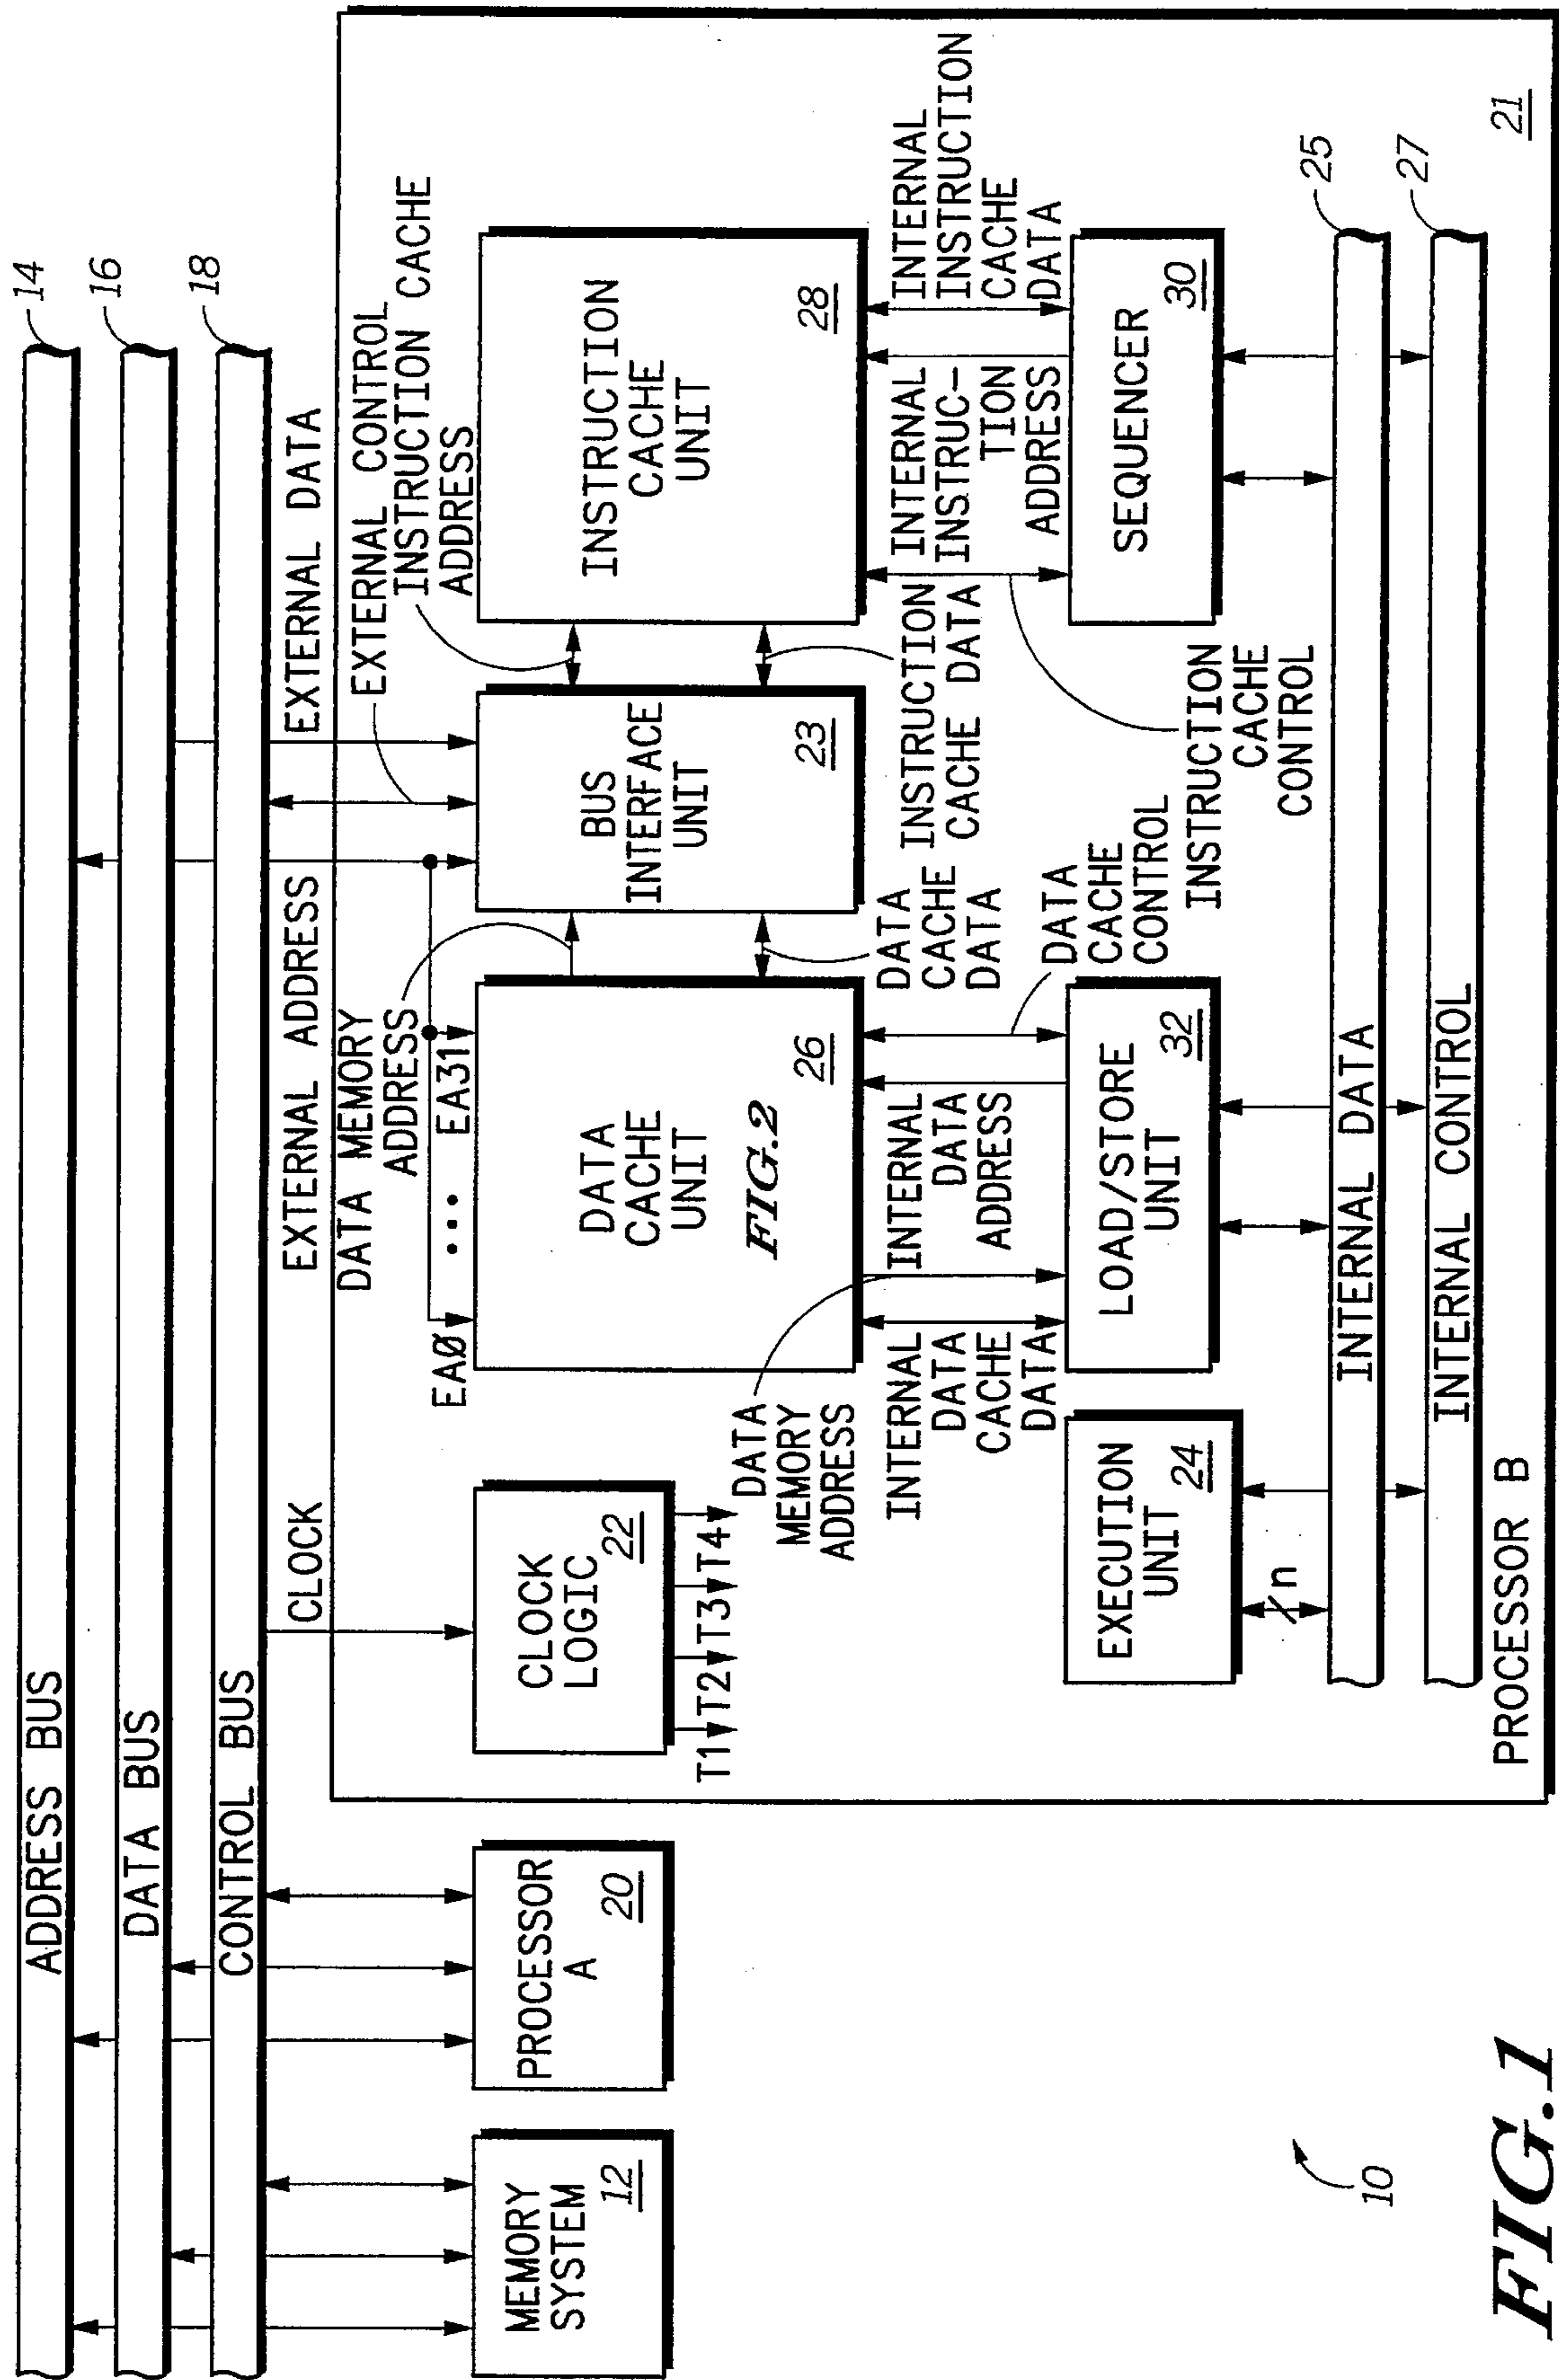 ADDRESS BUS
14
DATA BUS
16
CONTROL BUS
18
CLOCK
EXTERNAL ADDRESS
EXTERNAL DATA
EXTERNAL CONTROL
DATA MEMORY
ADDRESS
INSTRUCTION CACHE
ADDRESS
EAØ
•••
EA31
MEMORY
SYSTEM
12
PROCESSOR
A
20
CLOCK
LOGIC
22
T1
T2
T3
T4
DATA
CACHE
UNIT
FIG.2
26
BUS
INTERFACE
UNIT
23
INSTRUCTION
CACHE
UNIT
28
DATA
MEMORY
ADDRESS
INTERNAL
DATA
CACHE
DATA
INTERNAL
DATA
ADDRESS
DATA
CACHE
DATA
DATA
CACHE
CONTROL
INSTRUCTION
CACHE DATA
INTERNAL
INSTRUC-
TION
ADDRESS
INTERNAL
INSTRUCTION
CACHE
DATA
INSTRUCTION
CACHE
CONTROL
EXECUTION
UNIT
24
n
LOAD/STORE
UNIT
32
SEQUENCER
30
INTERNAL DATA
25
INTERNAL CONTROL
27
PROCESSOR B
21
10
FIG.1